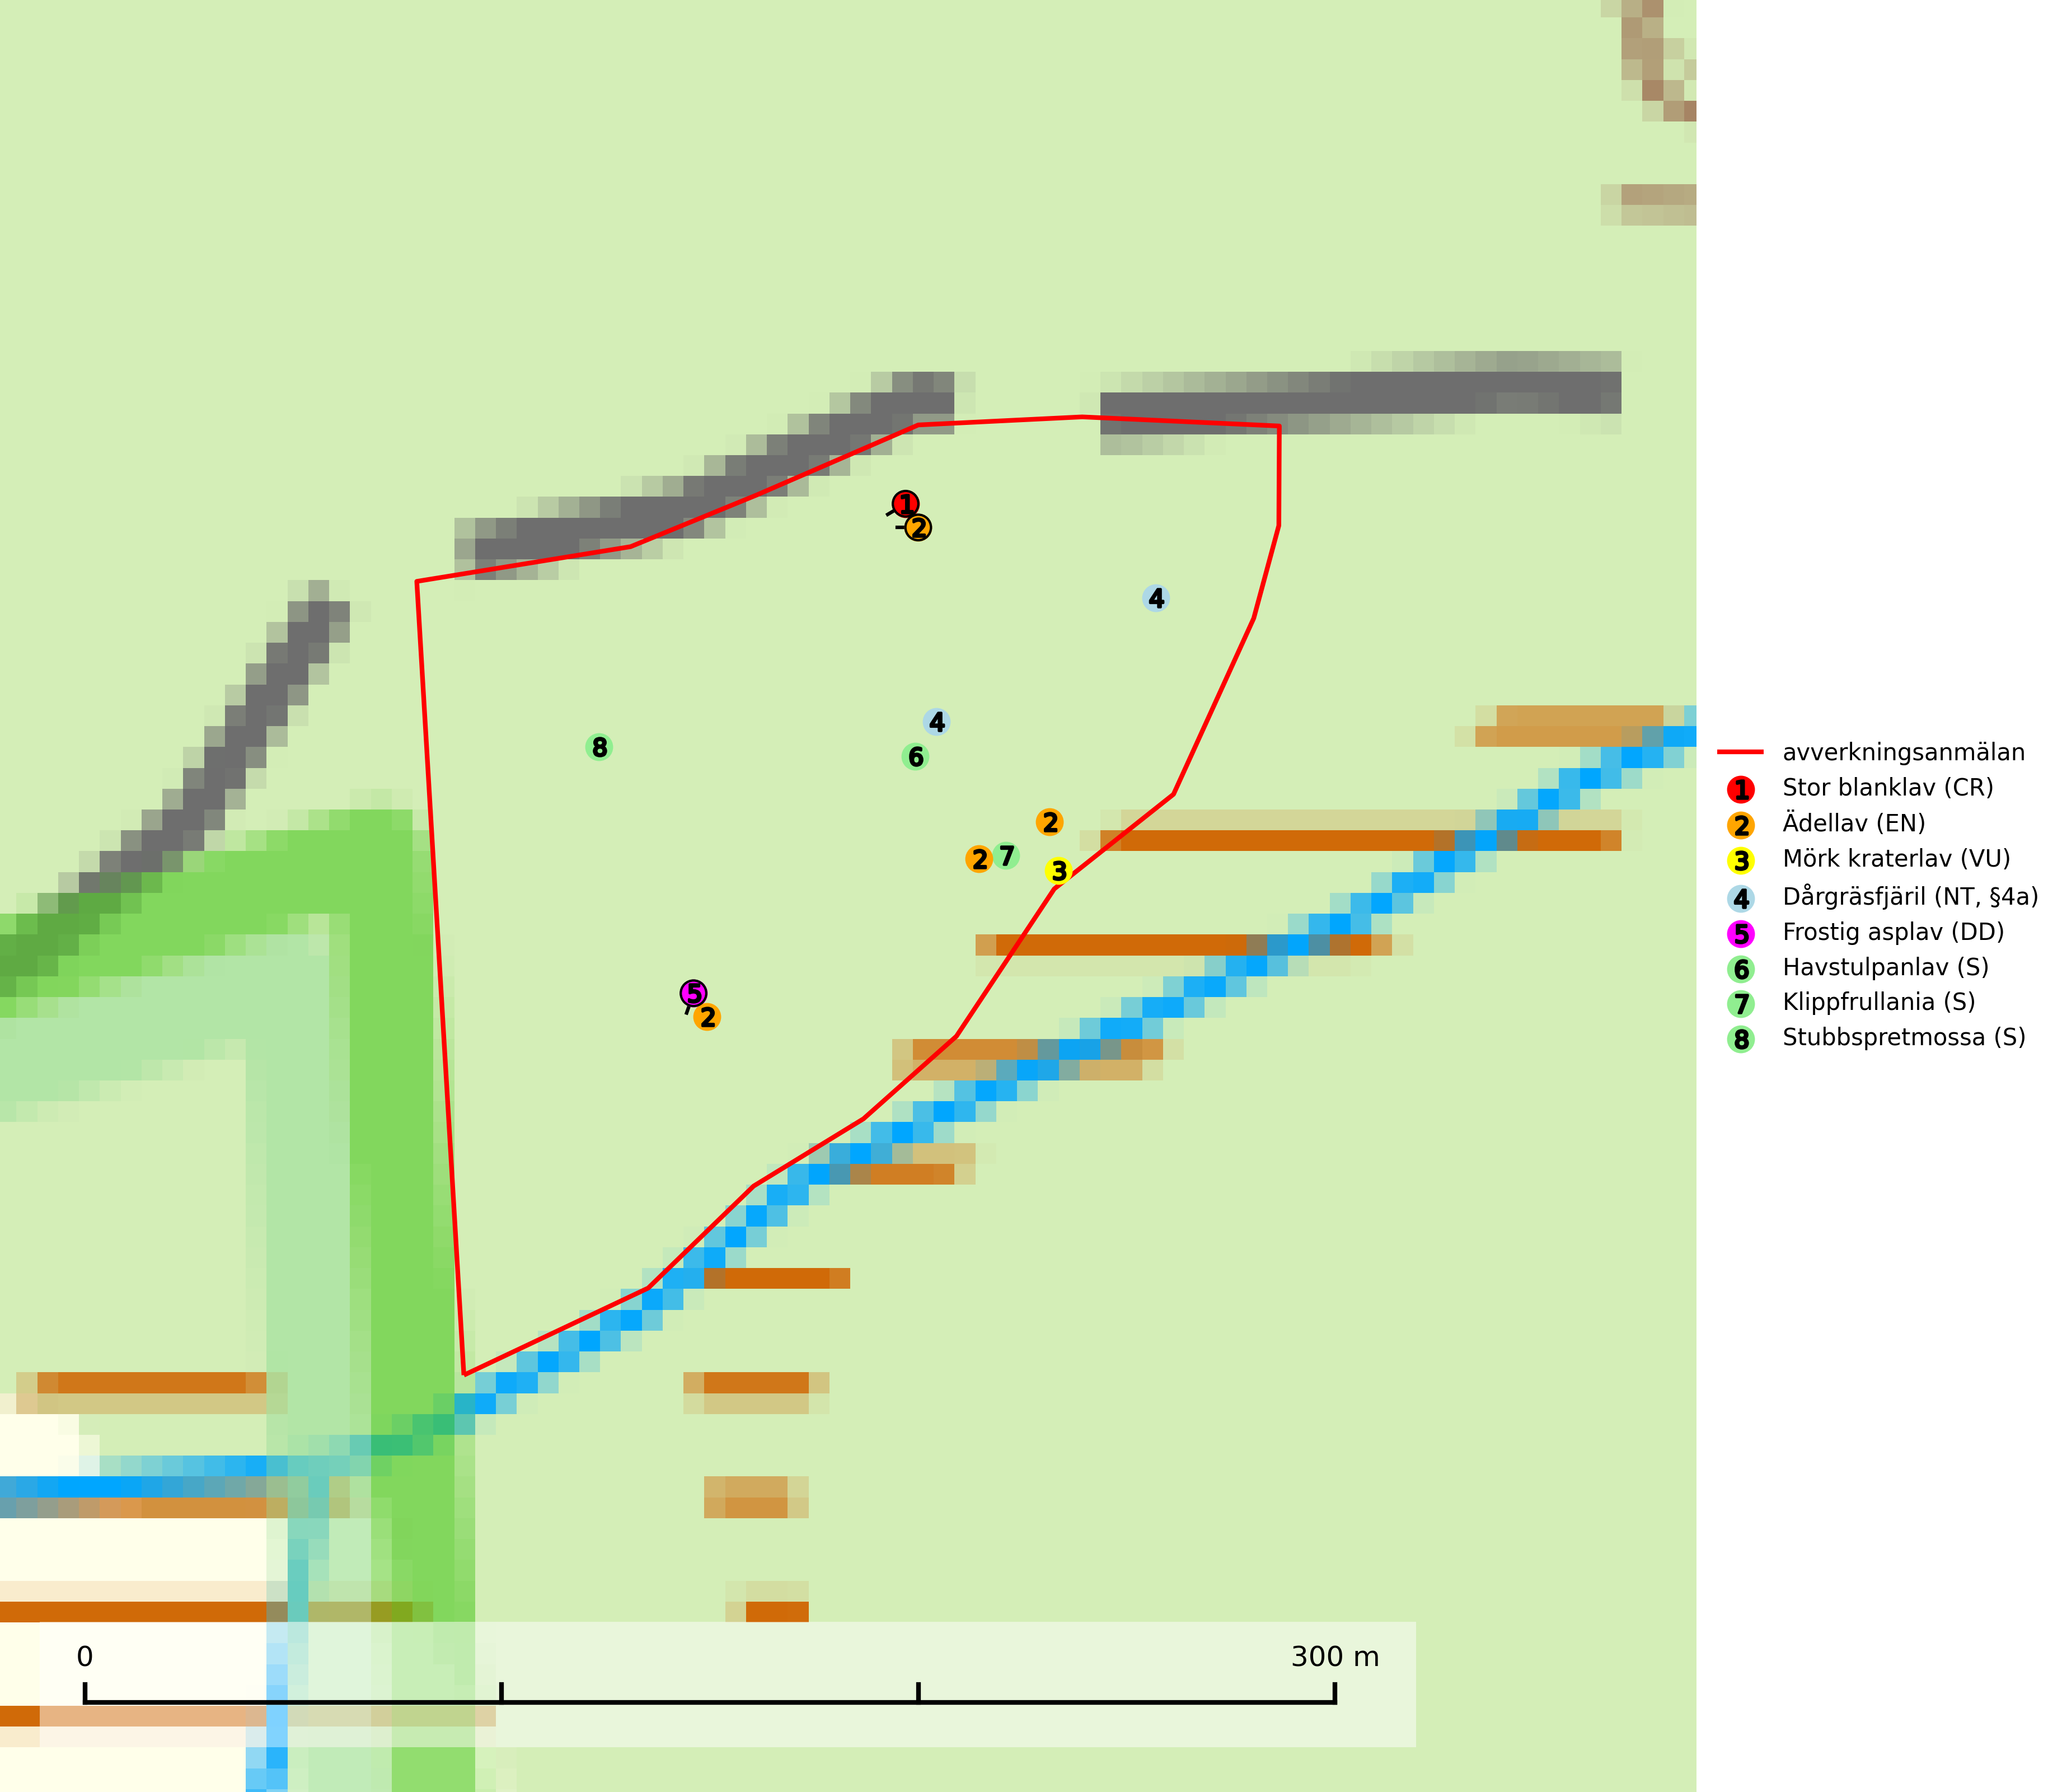 1
2
4
4
8
6
2
2
7
3
5
2
avverkningsanmälan
1 Stor blanklav (CR)
2 Ädellav (EN)
3 Mörk kraterlav (VU)
4 Dårgräsfjäril (NT, §4a)
5 Frostig asplav (DD)
6 Havstulpanlav (S)
7 Klippfrullania (S)
8 Stubbspretmossa (S)
0 300 m